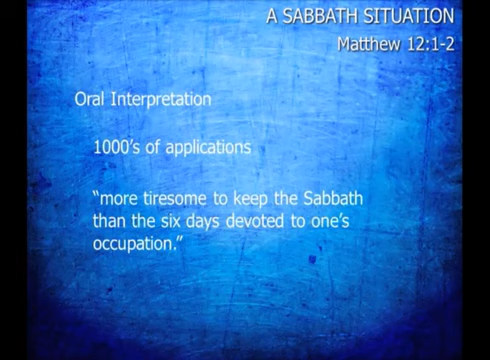 A SABBATH SITUATION
Matthew 12:1-2
Oral Interpretation
1000's of applications
“more tiresome to keep the Sabbath
than the six days devoted to one's
occupation.”